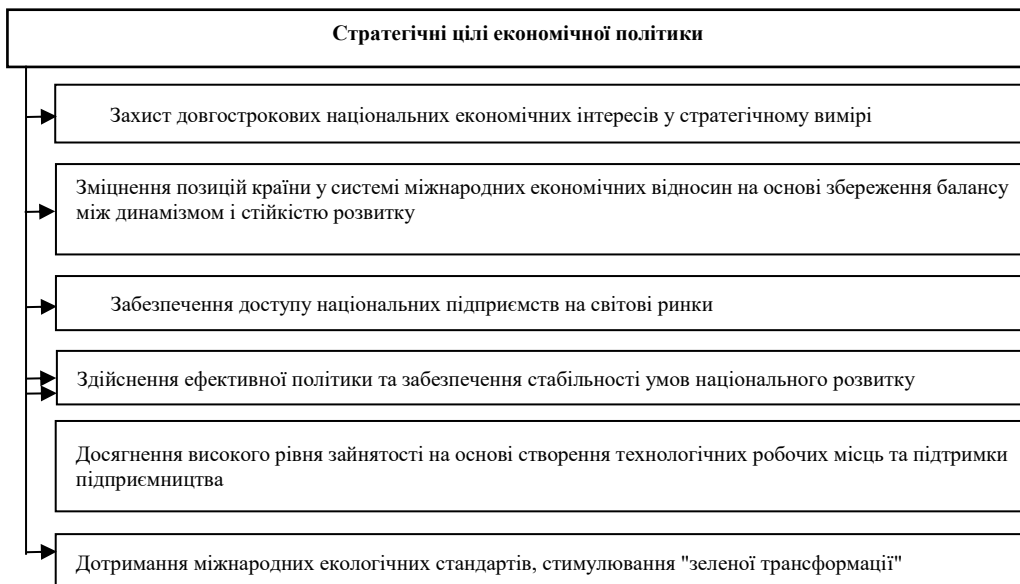 Стратегічні цілі економічної політики
Захист довгострокових національних економічних інтересів у стратегічному вимірі
Зміцнення позицій країни у системі міжнародних економічних відносин на основі збереження балансу
між динамізмом і стійкістю розвитку
Забезпечення доступу національних підприємств на світові ринки
Здійснення ефективної політики та забезпечення стабільності умов національного розвитку
Досягнення високого рівня зайнятості на основі створення технологічних робочих місць та підтримки
підприємництва
Дотримання міжнародних екологічних стандартів, стимулювання "зеленої трансформації"